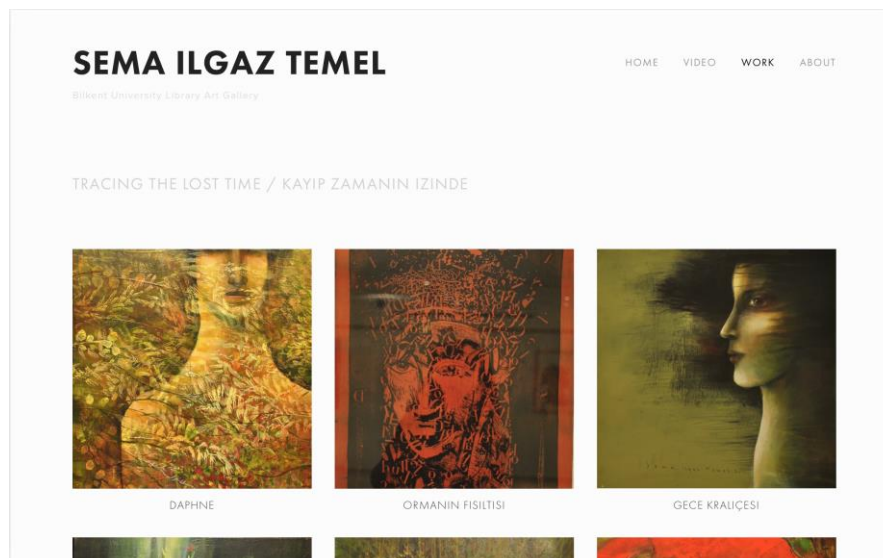 SEMA ILGAZ TEMEL
HOME VIDEO WORK ABOUT
Bilkent University Library Art Gallery
TRACING THE LOST TIME / KAYIP ZAMANIN IZINDE
DAPHNE
ORMANIN FISILTISI
GECE KRALIÇESI